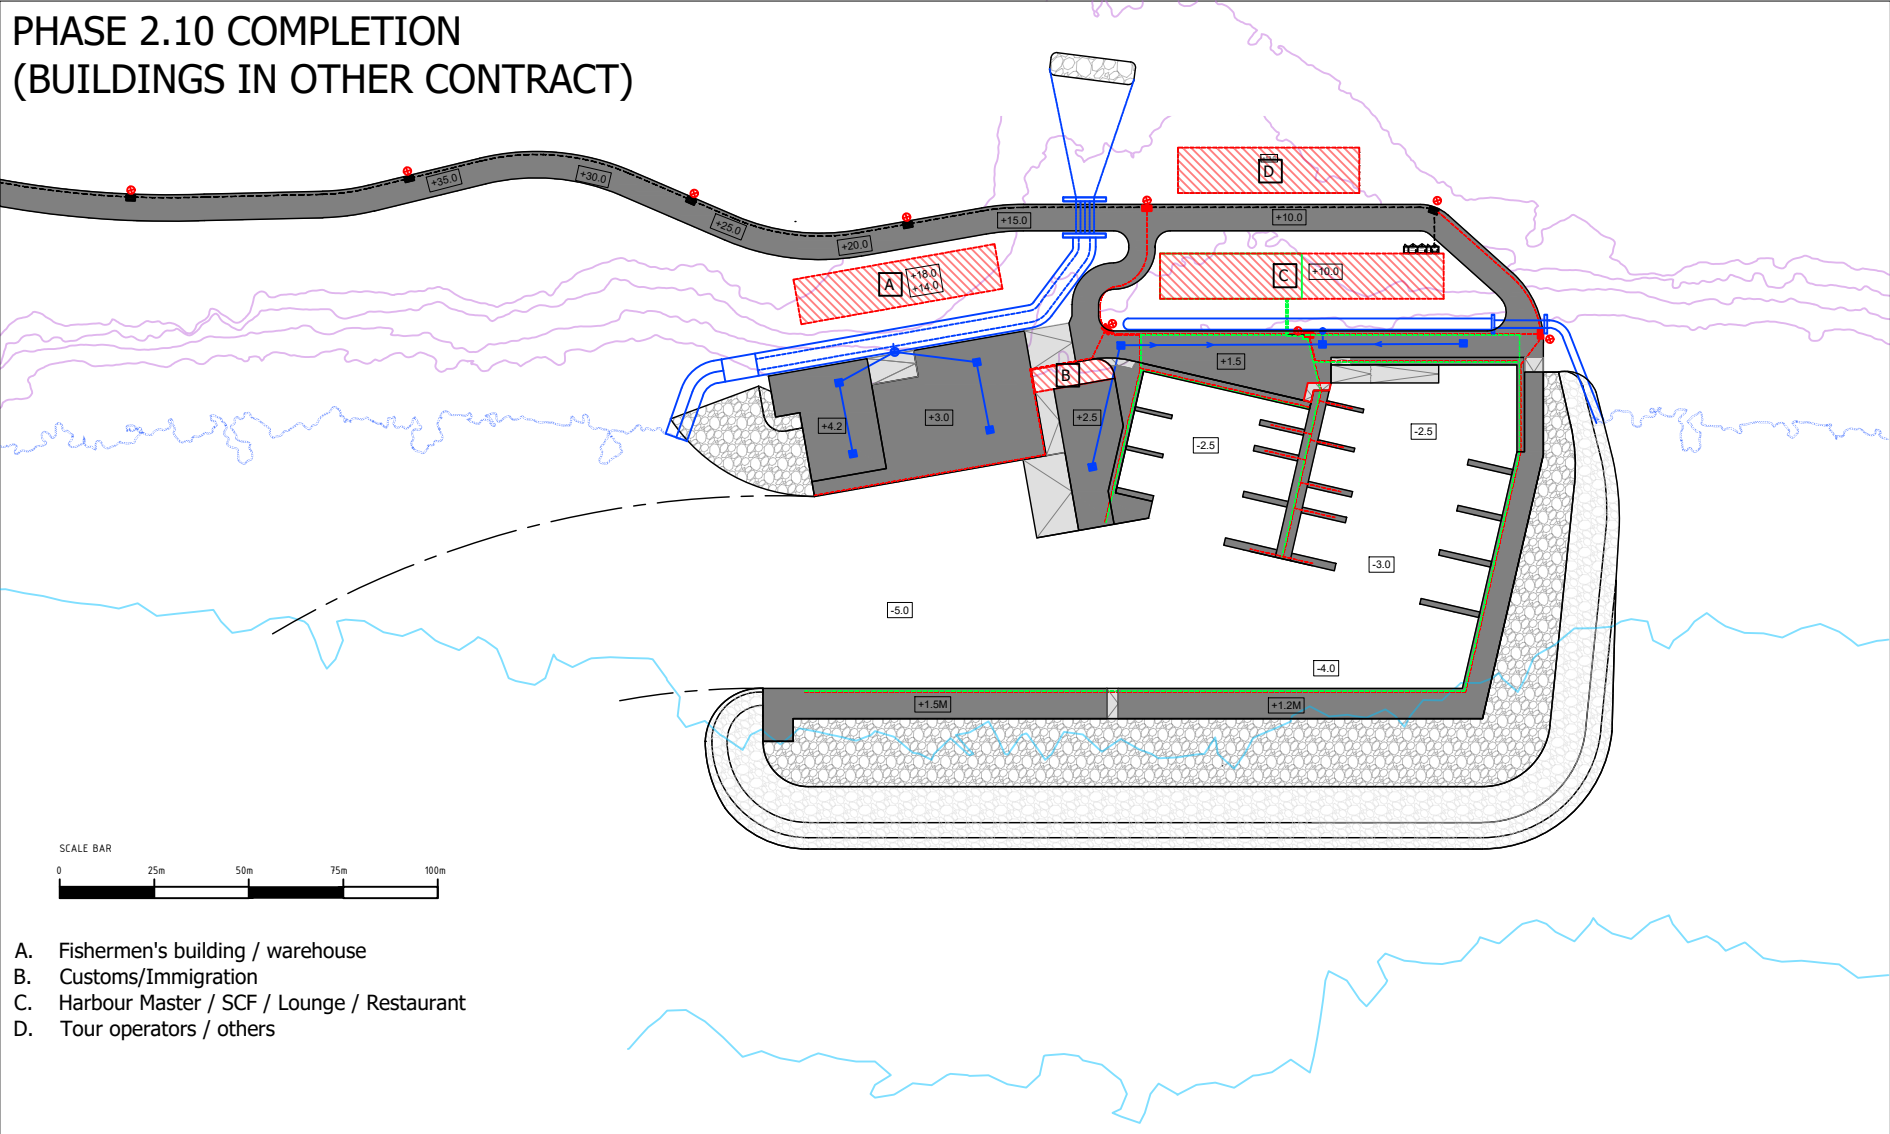 PHASE 2.10 COMPLETION
(BUILDINGS IN OTHER CONTRACT)
D
+35.0
+30.0
+25.0
+20.0
+15.0
+10.0
A
+18.0
+14.0
C
+10.0
+1.5
B
+4.2
+3.0
+2.5
-2.5
-2.5
-3.0
-5.0
-4.0
+1.5M
+1.2M
SCALE BAR
0 25m 50m 75m 100m
A. Fishermen's building / warehouse
B. Customs/Immigration
C. Harbour Master / SCF / Lounge / Restaurant
D. Tour operators / others